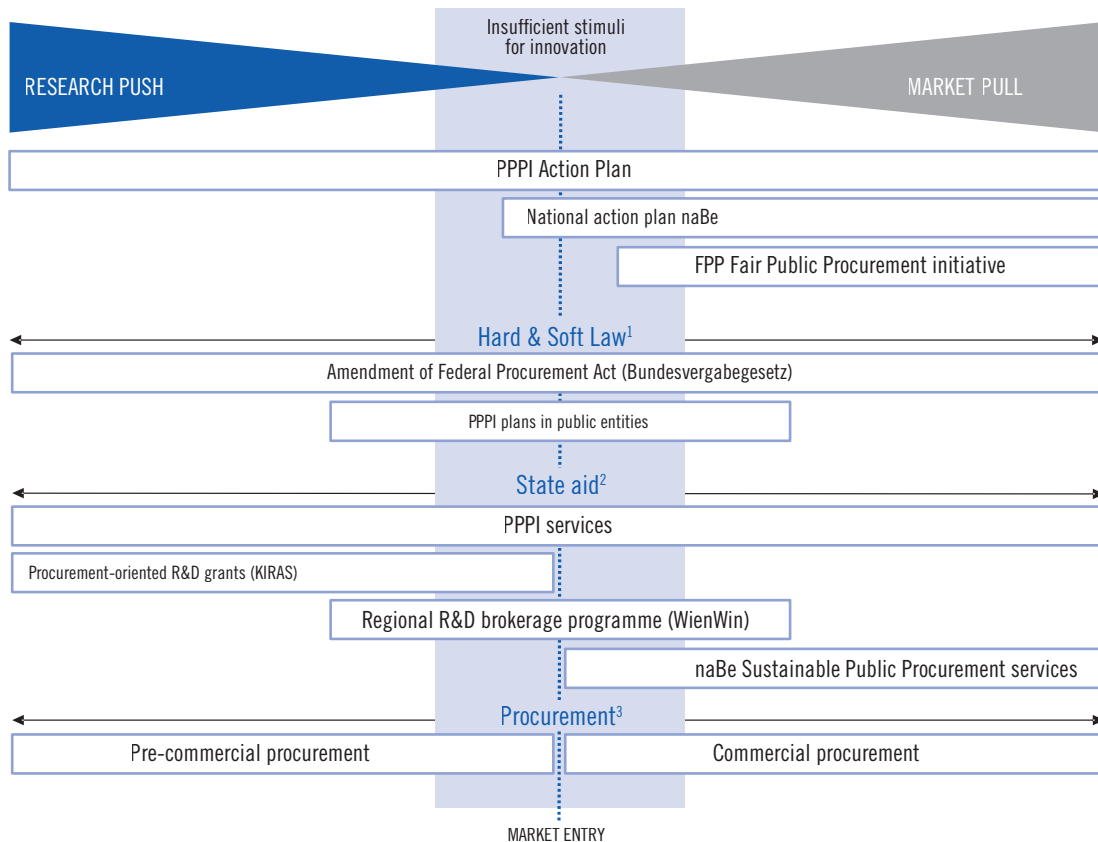 Insufficient stimuli
for innovation
RESEARCH PUSH
MARKET PULL
PPPI Action Plan
National action plan naBe
FPP Fair Public Procurement initiative
Hard & Soft Law¹
Amendment of Federal Procurement Act (Bundesvergabegesetz)
PPPI plans in public entities
State aid²
PPPI services
Procurement-oriented R&D grants (KIRAS)
Regional R&D brokerage programme (WienWin)
naBe Sustainable Public Procurement services
Procurement³
Pre-commercial procurement
Commercial procurement
MARKET ENTRY